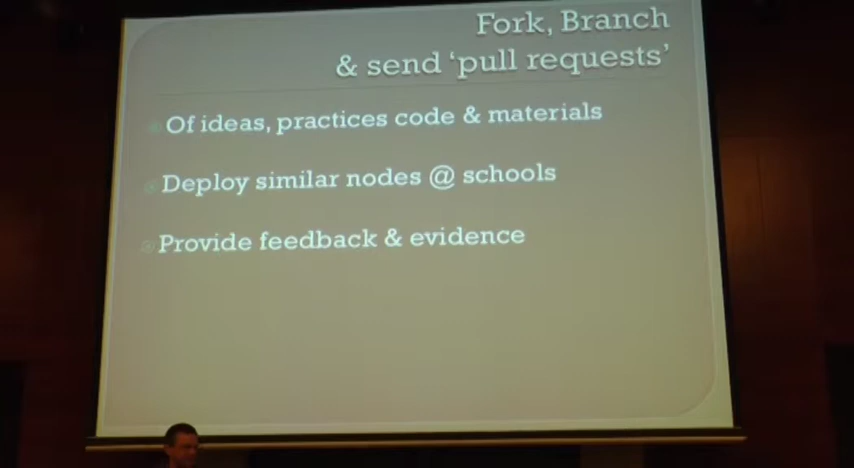 Fork, Branch
& send ‘pull requests’
Of ideas, practices code & materials
Deploy similar nodes @ schools
Provide feedback & evidence